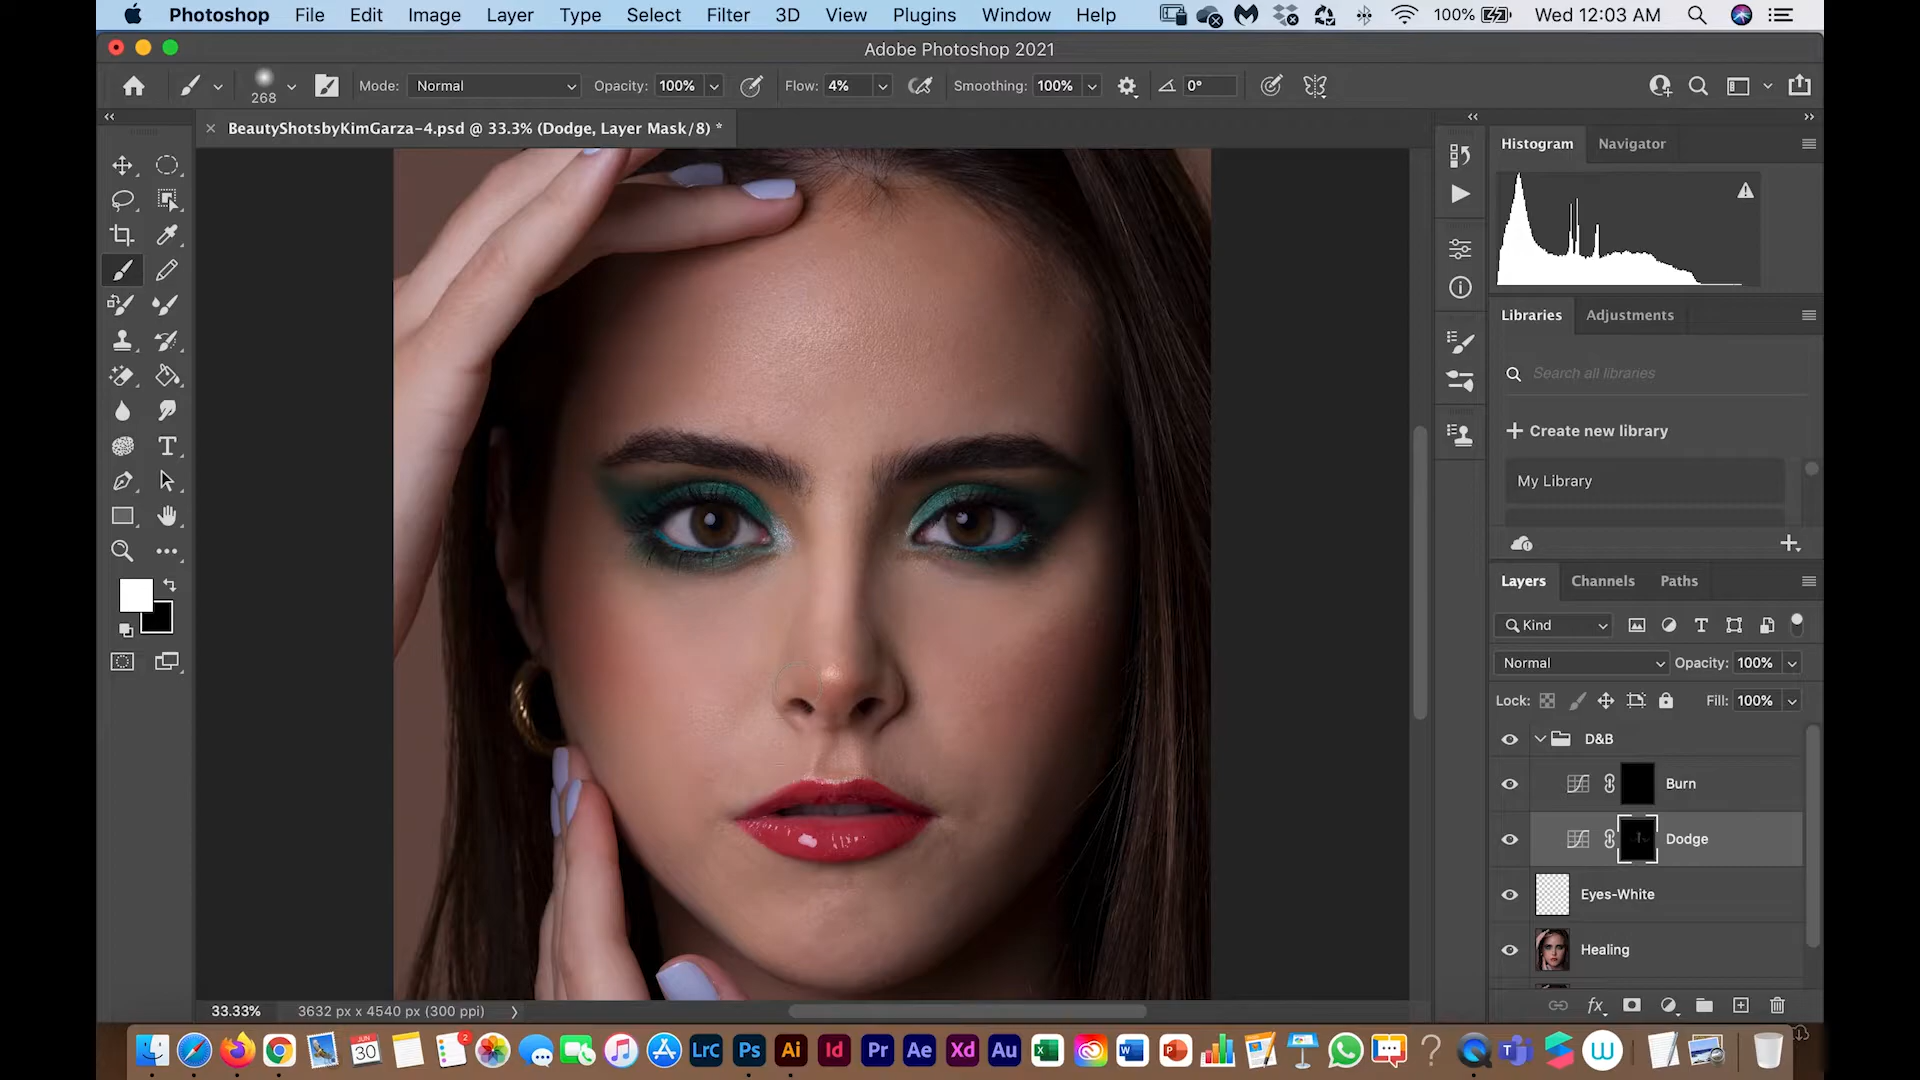 Photoshop File Edit Image Layer Type Select Filter 3D View Plugins Window Help 100% Wed 12:03 AM
Adobe Photoshop 2021
268 Mode: Normal Opacity: 100% Flow: 4% Smoothing: 100% 0°
BeautyShotsbyKimGarza-4.psd @ 33.3% (Dodge, Layer Mask/8) *
Histogram Navigator
Libraries Adjustments
Search all libraries
Create new library
My Library
Layers Channels Paths
Kind
Normal Opacity: 100%
Lock: Fill: 100%
D&B
Burn
Dodge
Eyes-White
Healing
33.33% 3632 px x 4540 px (300 ppi)
JUN 30 2 LrC Ps Ai Id Pr Ae Xd Au